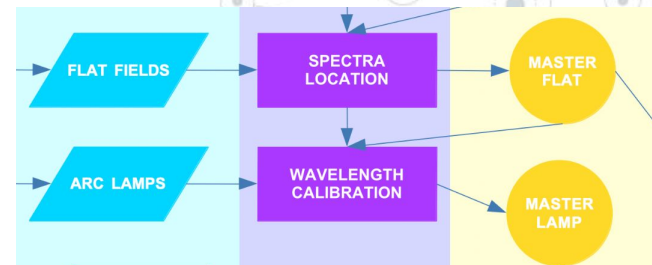 FLAT FIELDS
SPECTRA
LOCATION
MASTER
FLAT
ARC LAMPS
WAVELENGTH
CALIBRATION
MASTER
LAMP